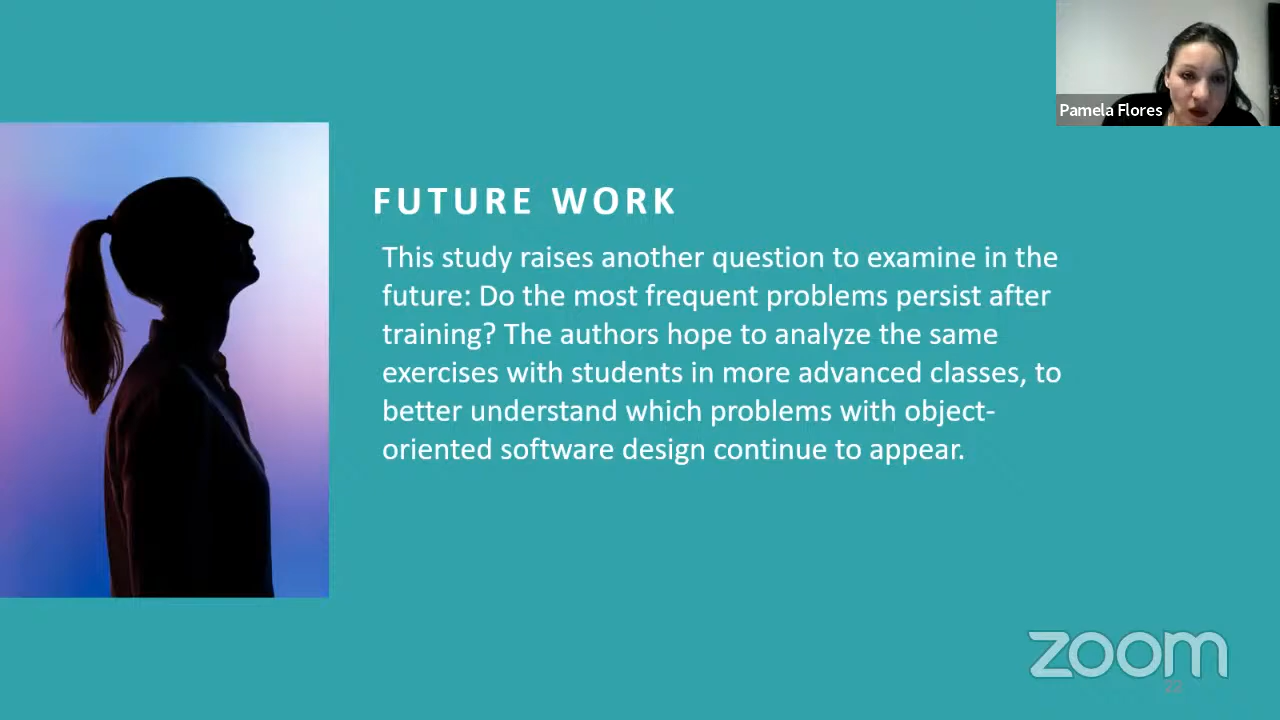 Pamela Flores
FUTURE WORK
This study raises another question to examine in the
future: Do the most frequent problems persist after
training? The authors hope to analyze the same
exercises with students in more advanced classes, to
better understand which problems with object-
oriented software design continue to appear.
zoom
22